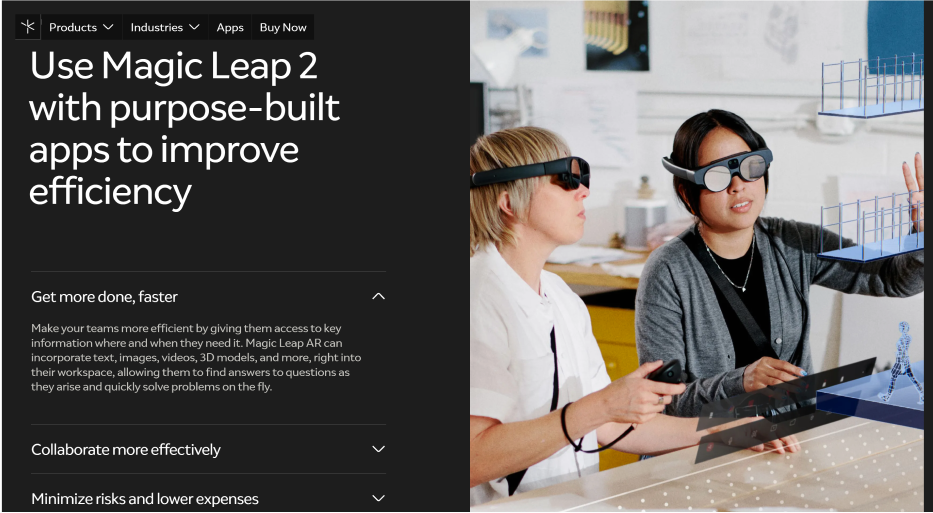 Products
Industries
Apps
Buy Now
Use Magic Leap 2
with purpose-built
apps to improve
efficiency
Get more done, faster
Make your teams more efficient by giving them access to key
information where and when they need it. Magic Leap AR can
incorporate text, images, videos, 3D models, and more, right into
their workspace, allowing them to find answers to questions as
they arise and quickly solve problems on the fly.
Collaborate more effectively
Minimize risks and lower expenses